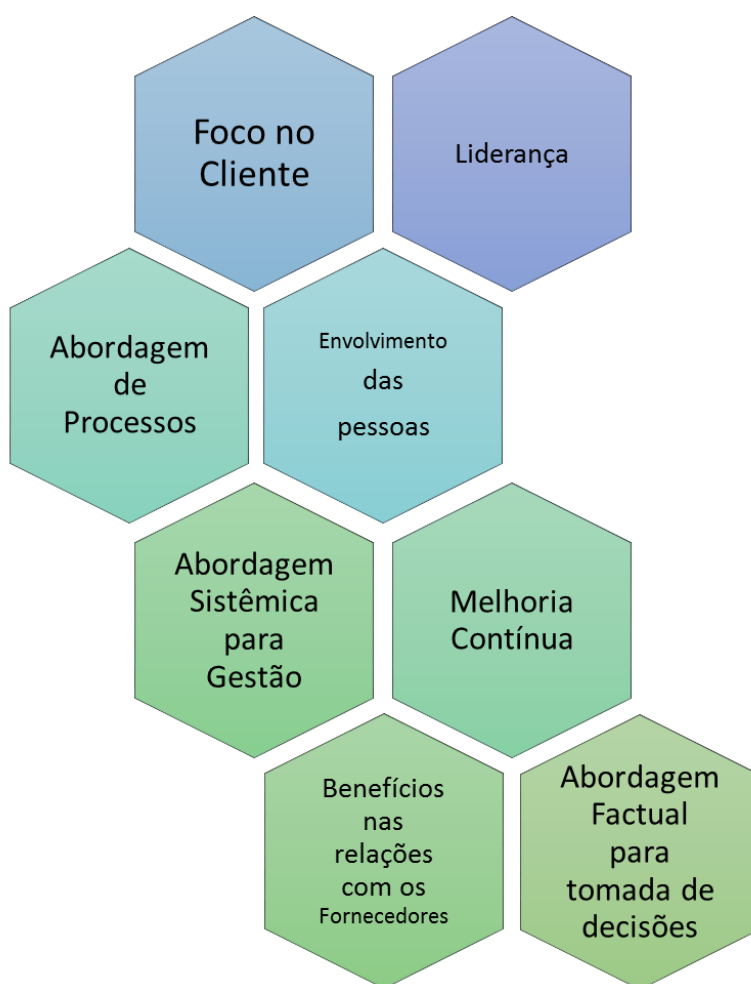 Foco no
Cliente
Liderança
Abordagem
de
Processos
Envolvimento
das
pessoas
Abordagem
Sistêmica
para
Gestão
Melhoria
Contínua
Benefícios
nas
relações
com os
Fornecedores
Abordagem
Factual
para
tomada de
decisões